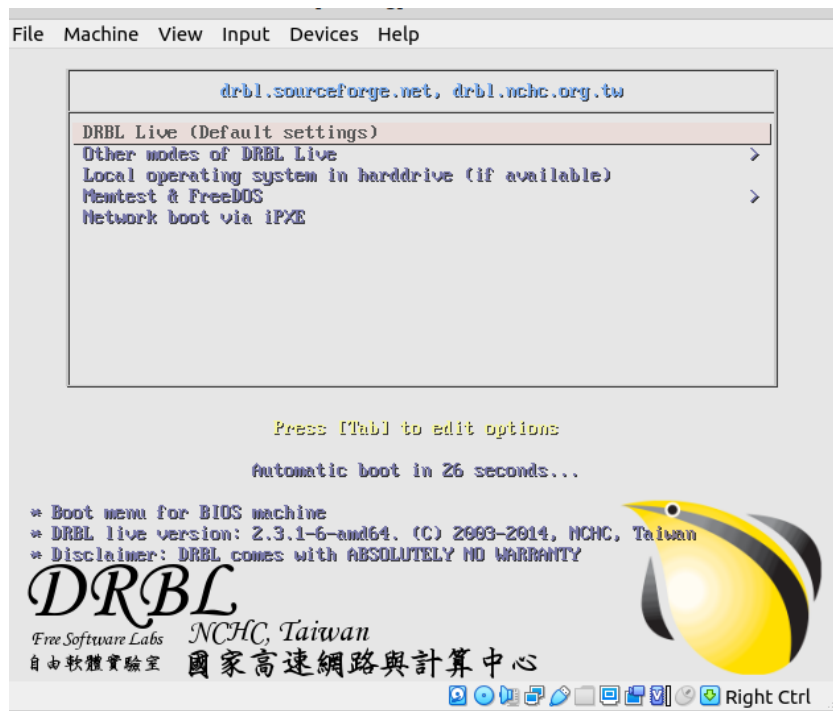 File Machine View Input Devices Help
drbl.sourceforge.net, drbl.nchc.org.tw
DRBL Live (Default settings)
Other modes of DRBL Live >
Local operating system in harddrive (if available)
Memtest & FreeDOS >
Network boot via iPXE
Press [Tab] to edit options
Automatic boot in 26 seconds...
* Boot menu for BIOS machine
* DRBL live version: 2.3.1-6-amd64. (C) 2003-2014, NCHC, Taiwan
* Disclaimer: DRBL comes with ABSOLUTELY NO WARRANTY
DRBL
Free Software Labs NCHC, Taiwan
自由軟體實驗室 國家高速網路與計算中心
Right Ctrl